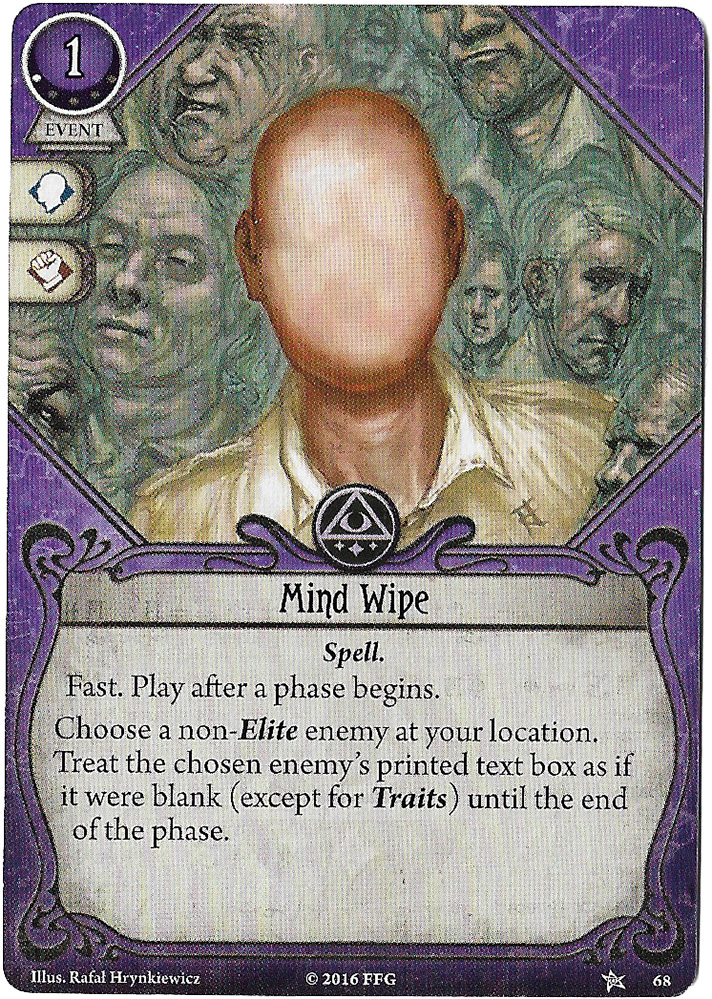 1
EVENT
Mind Wipe
Spell.
Fast. Play after a phase begins.
Choose a non-Elite enemy at your location.
Treat the chosen enemy's printed text box as if
it were blank (except for Traits) until the end
of the phase.
Illus. Rafał Hrynkiewicz
© 2016 FFG
68